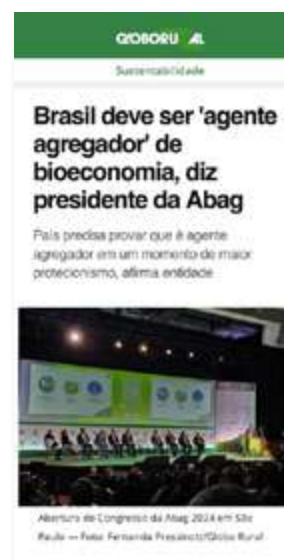 GLOBORURAL
Sustentabilidade
Brasil deve ser 'agente
agregador' de
bioeconomia, diz
presidente da Abag
País precisa provar que é agente
agregador em um momento de maior
protecionismo, afirma entidade
Abertura do Congresso da Abag 2024 em São
Paulo — Foto: Fernanda Pressinott/Globo Rural